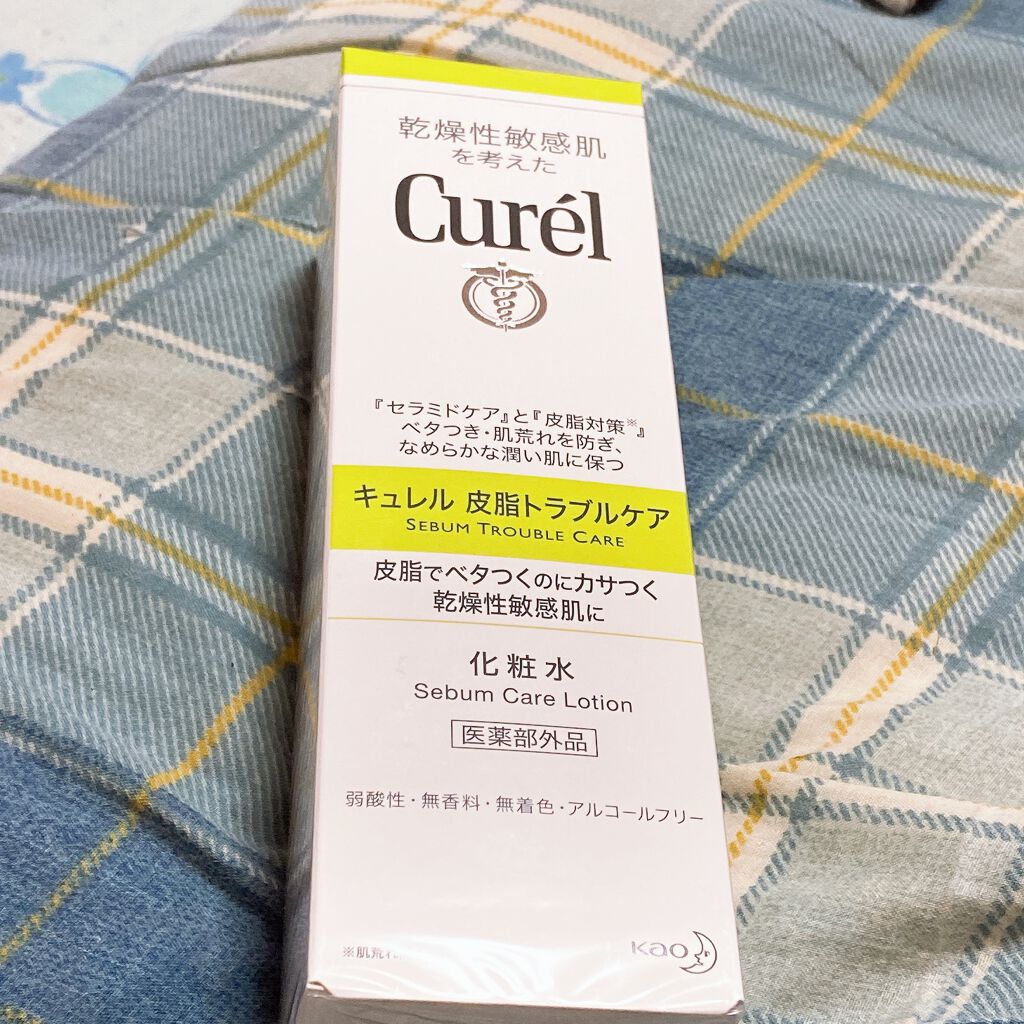 乾燥性敏感肌
を考えた
Curél
『セラミドケア』と『皮脂対策※』
ベタつき・肌荒れを防ぎ、
なめらかな潤い肌に保つ
キュレル 皮脂トラブルケア
SEBUM TROUBLE CARE
皮脂でベタつくのにカサつく
乾燥性敏感肌に
化粧水
Sebum Care Lotion
医薬部外品
弱酸性・無香料・無着色・アルコールフリー
※肌荒れ
Kao